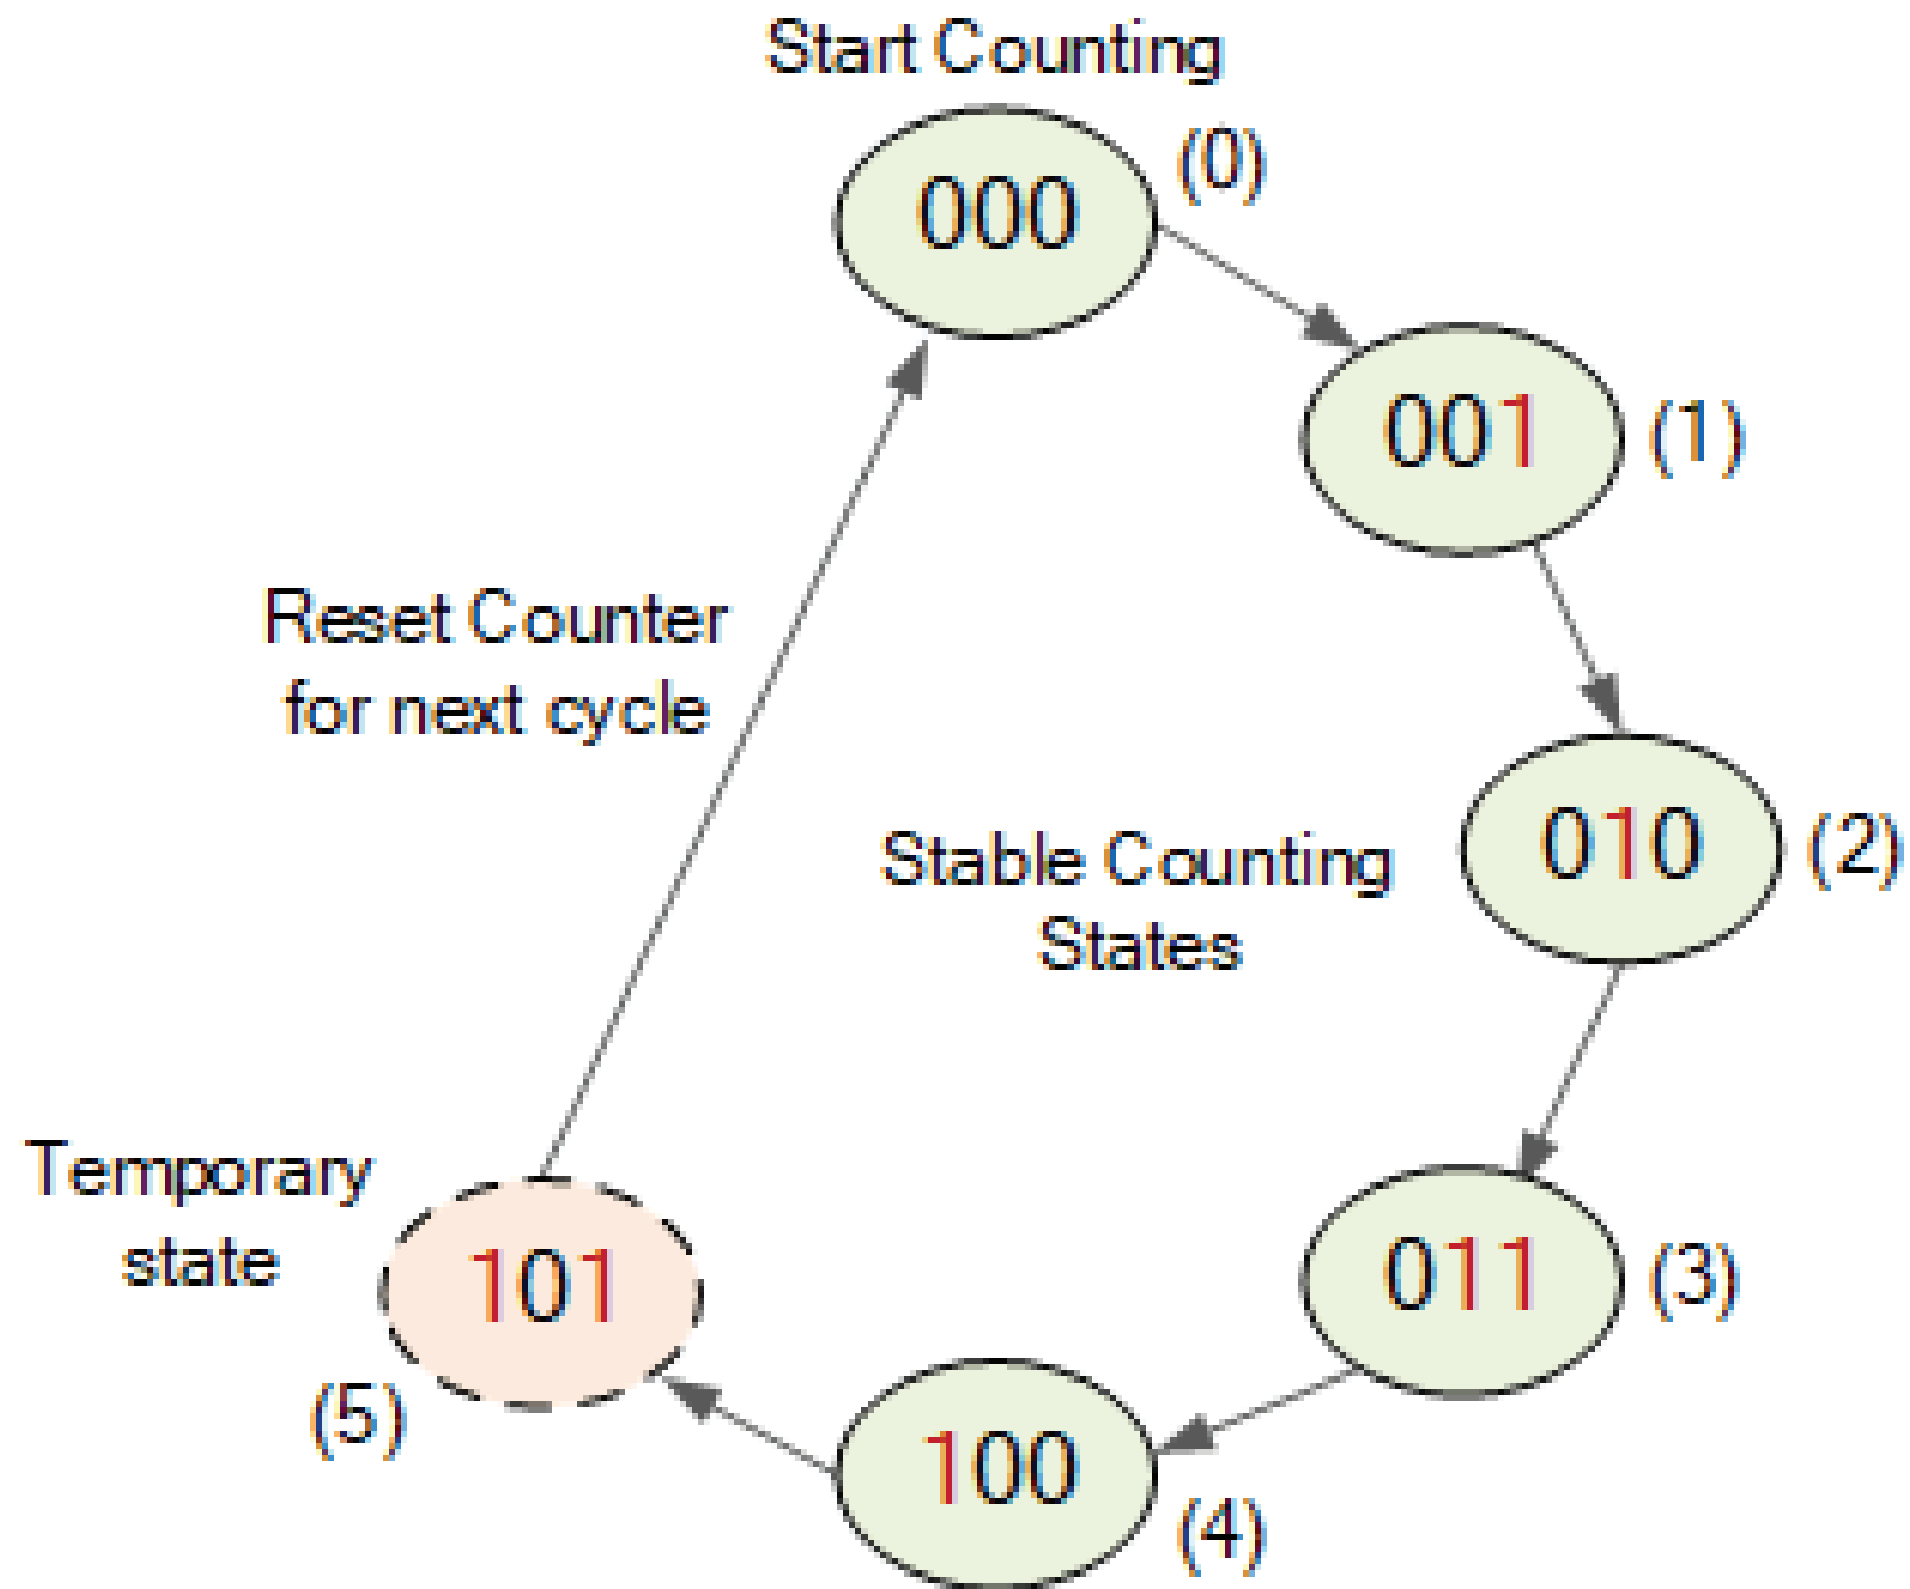 Start Counting
000
(0)
001
(1)
Reset Counter
for next cycle
010
(2)
Stable Counting
States
Temporary
state
101
(5)
011
(3)
100
(4)